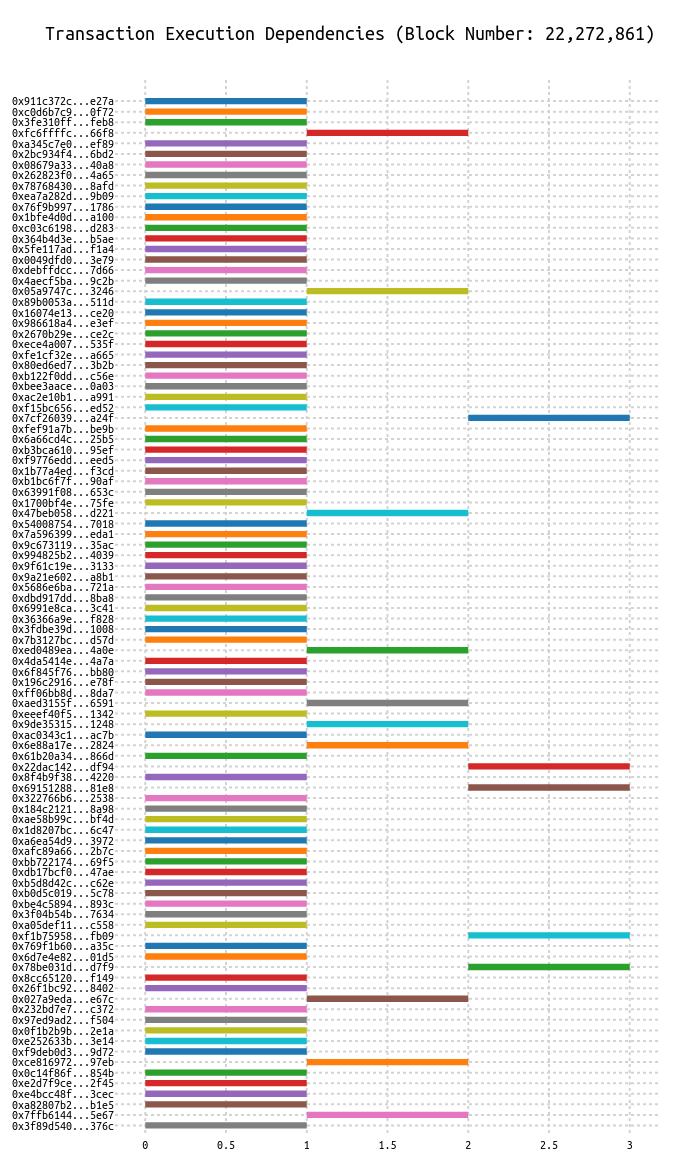 Transaction Execution Dependencies (Block Number: 22,272,861)
0x911c372c...e27a
0xc0d6b7c9...0f72
0x3fe310ff...feb8
0xfc6ffffc...66f8
0xa345c7e0...ef89
0x2bc934f4...6bd2
0x08679a33...40a8
0x262823f0...4a65
0x78768430...8afd
0xea7a282d...9b09
0x76f9b997...1786
0x1bfe4d0d...a100
0xc03c6198...d283
0x364b4d3e...b5ae
0x5fe117ad...f1a4
0x0049dfd0...3e79
0xdebffdcc...7d66
0x4aecf5ba...9c2b
0x05a9747c...3246
0x89b0053a...511d
0x16074e13...ce20
0x986618a4...e3ef
0x2670b29e...ce2c
0xece4a007...535f
0xfe1cf32e...a665
0x80ed6ed7...3b2b
0xb122f0dd...c56e
0xbee3aace...0a03
0xac2e10b1...a991
0xf15bc656...ed52
0x7cf26039...a24f
0xfef91a7b...be9b
0x6a66cd4c...25b5
0xb3bca610...95ef
0xf9776edd...eed5
0x1b77a4ed...f3cd
0xb1bc6f7f...90af
0x63991f08...653c
0x1700bf4e...75fe
0x47beb058...d221
0x54008754...7018
0x7a596399...eda1
0x9c673119...35ac
0x994825b2...4039
0x9f61c19e...3133
0x9a21e602...a8b1
0x5686e6ba...721a
0xdbd917dd...8ba8
0x6991e8ca...3c41
0x36366a9e...f828
0x3fdbe39d...1008
0x7b3127bc...d57d
0xed0489ea...4a0e
0x4da5414e...4a7a
0x6f845f76...bb80
0x196c2916...e78f
0xff06bb8d...8da7
0xaed3155f...6591
0xeeef40f5...1342
0x9de35315...1248
0xac0343c1...ac7b
0x6e88a17e...2824
0x61b20a34...866d
0x22dac142...df94
0x8f4b9f38...4220
0x69151288...81e8
0x322766b6...2538
0x184c2121...8a98
0xae58b99c...bf4d
0x1d8207bc...6c47
0xa6ea54d9...3972
0xafc89a66...2b7c
0xbb722174...69f5
0xdb17bcf0...47ae
0xb5d8d42c...c62e
0xb0d5c019...5c78
0xbe4c5894...893c
0x3f04b54b...7634
0xa05def11...c558
0xf1b75958...fb09
0x769f1b60...a35c
0x6d7e4e82...01d5
0x78be031d...d7f9
0x8cc65120...f149
0x26f1bc92...8402
0x027a9eda...e67c
0x232bd7e7...c372
0x97ed9ad2...f504
0x0f1b2b9b...2e1a
0xe252633b...3e14
0xf9deb0d3...9d72
0xce816972...97eb
0x0c14f86f...854b
0xe2d7f9ce...2f45
0xe4bcc48f...3cec
0xa82807b2...b1e5
0x7ffb6144...5e67
0x3f89d540...376c
0 0.5 1 1.5 2 2.5 3